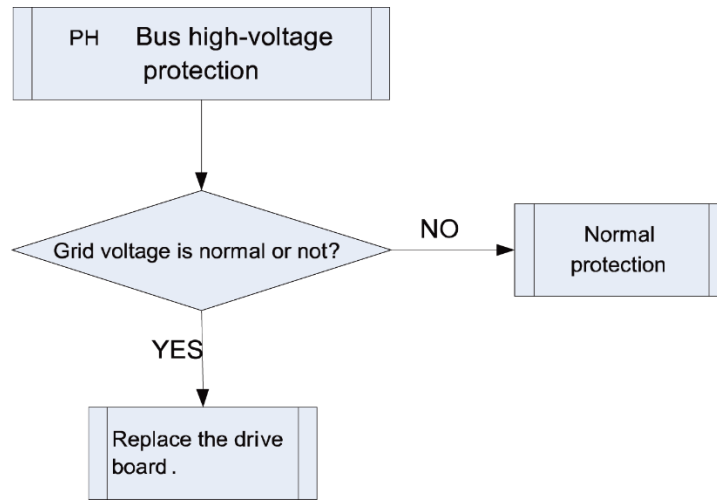 PH Bus high-voltage
protection
Grid voltage is normal or not?
NO
Normal
protection
YES
Replace the drive
board .